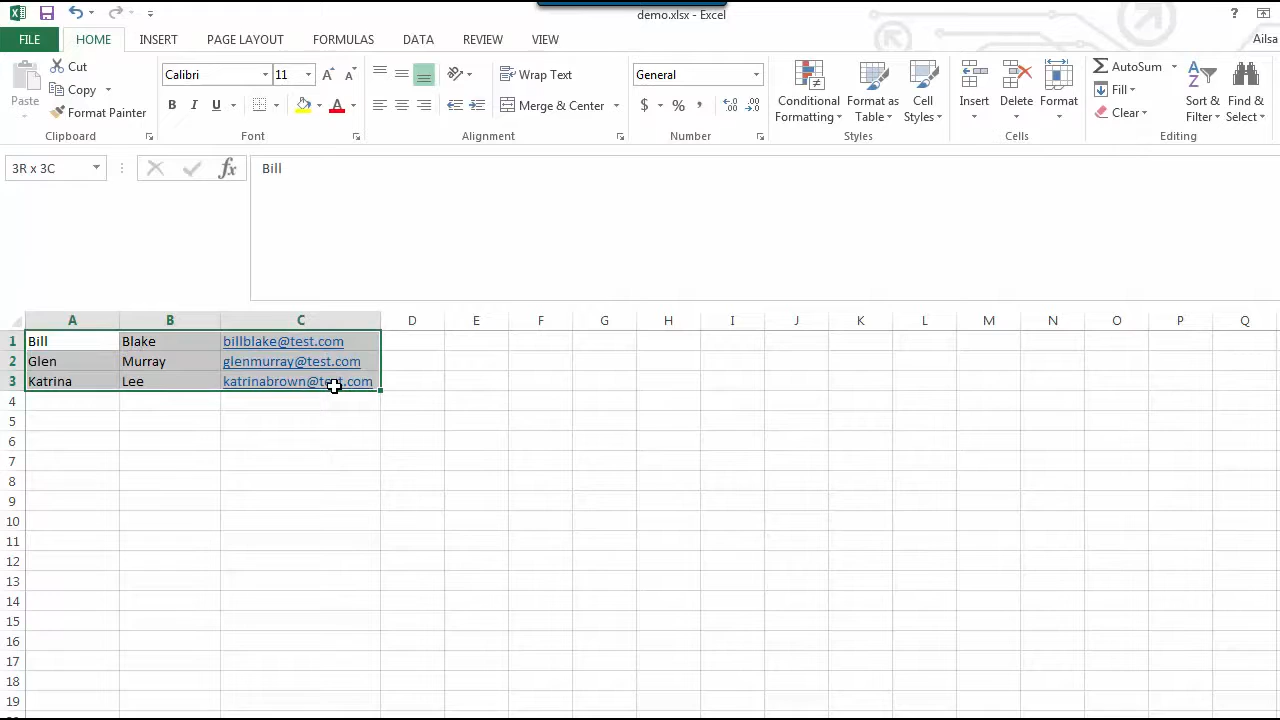 demo.xlsx - Excel
?
FILE HOME INSERT PAGE LAYOUT FORMULAS DATA REVIEW VIEW Ailsa
Paste
Cut
Copy
Format Painter
Clipboard
Calibri 11
B I U
Font
Wrap Text
Merge & Center
Alignment
General
$ %
Number
Conditional Formatting
Format as Table
Cell Styles
Styles
Insert
Delete
Format
Cells
AutoSum
Fill
Clear
Sort & Filter
Find & Select
Editing
3R x 3C fx Bill
A B C D E F G H I J K L M N O P Q
1 Bill Blake billblake@test.com
2 Glen Murray glenmurray@test.com
3 Katrina Lee katrinabrown@test.com
4
5
6
7
8
9
10
11
12
13
14
15
16
17
18
19